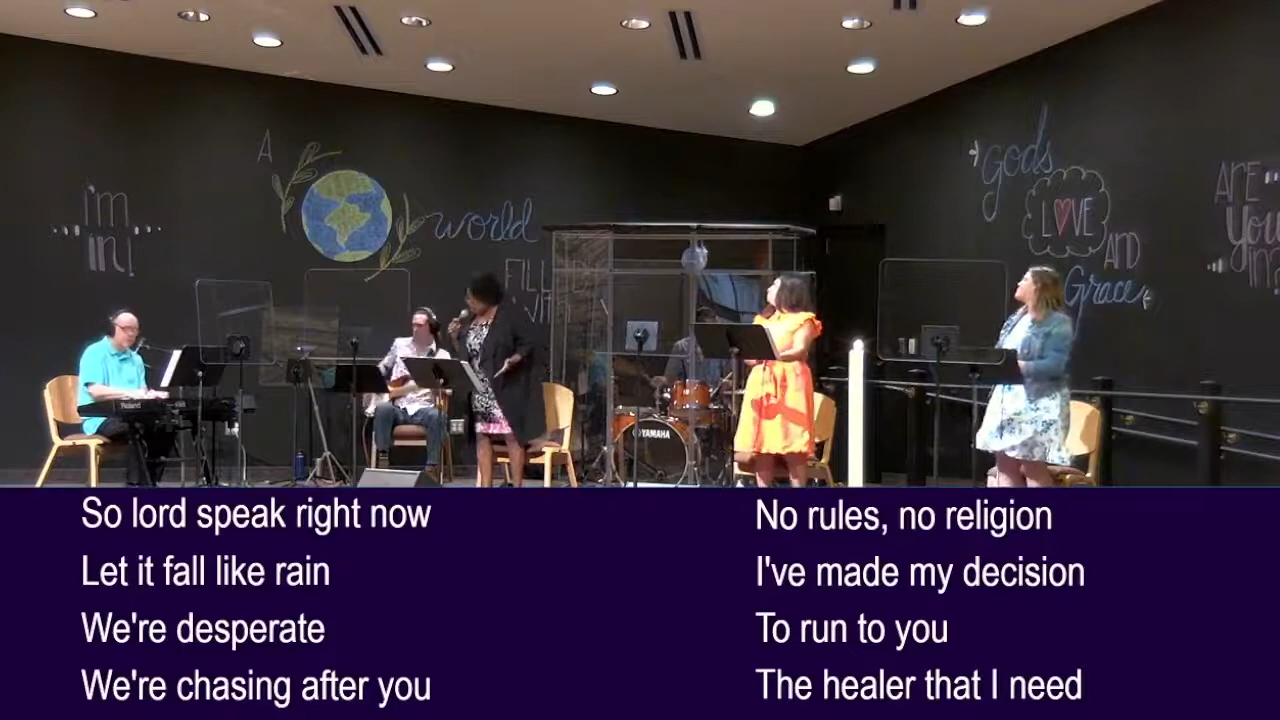 A
world
FILL
I'm
in!
gods
LOVE
AND
Grace
ARE
You
in?
Roland
YAMAHA
So lord speak right now
Let it fall like rain
We're desperate
We're chasing after you
No rules, no religion
I've made my decision
To run to you
The healer that I need